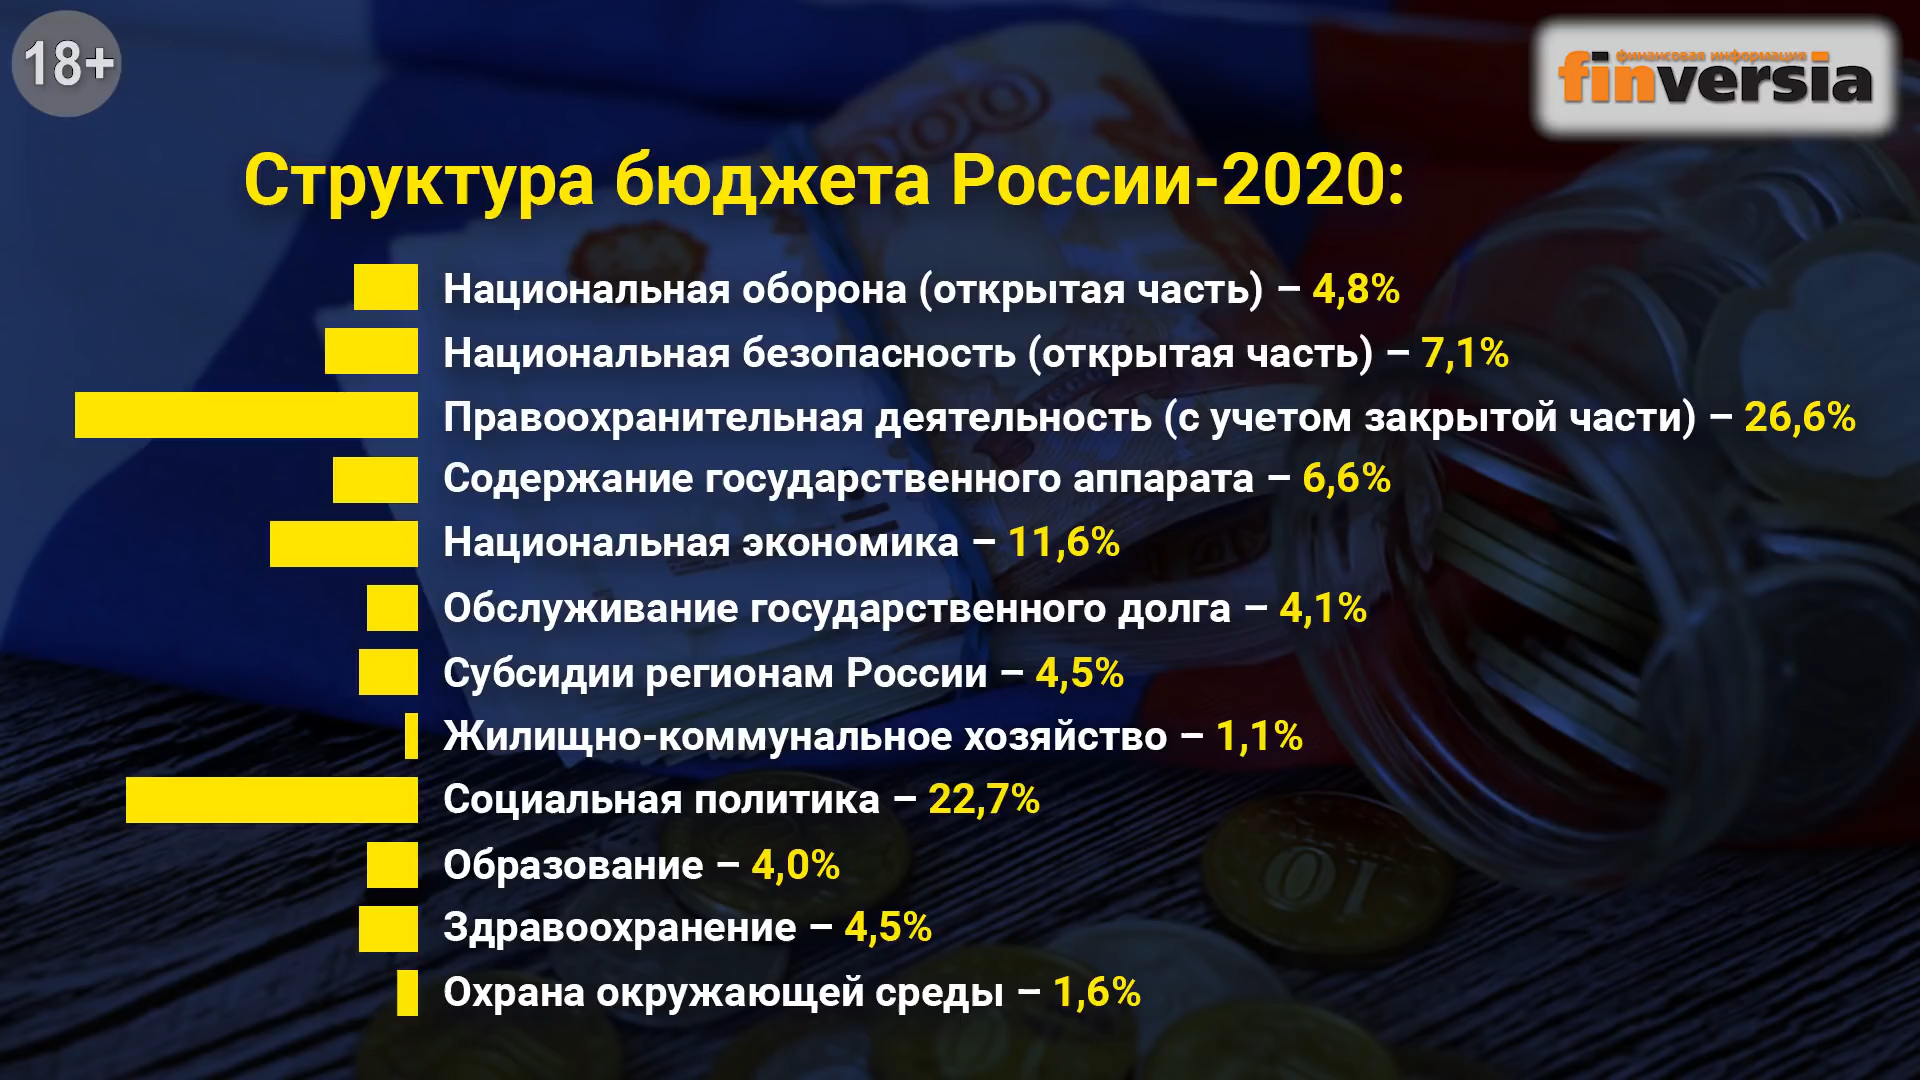 18+
финансовая информация
finversia
Структура бюджета России-2020:
Национальная оборона (открытая часть) – 4,8%
Национальная безопасность (открытая часть) – 7,1%
Правоохранительная деятельность (с учетом закрытой части) – 26,6%
Содержание государственного аппарата – 6,6%
Национальная экономика – 11,6%
Обслуживание государственного долга – 4,1%
Субсидии регионам России – 4,5%
Жилищно-коммунальное хозяйство – 1,1%
Социальная политика – 22,7%
Образование – 4,0%
Здравоохранение – 4,5%
Охрана окружающей среды – 1,6%
10